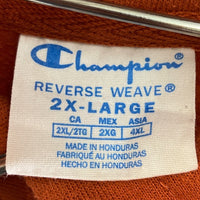 Champion
REVERSE WEAVE®
2X-LARGE
CA MEX ASIA
2XL/2TG 2XG 4XL
MADE IN HONDURAS
FABRIQUÉ AU HONDURAS
HECHO EN HONDURAS